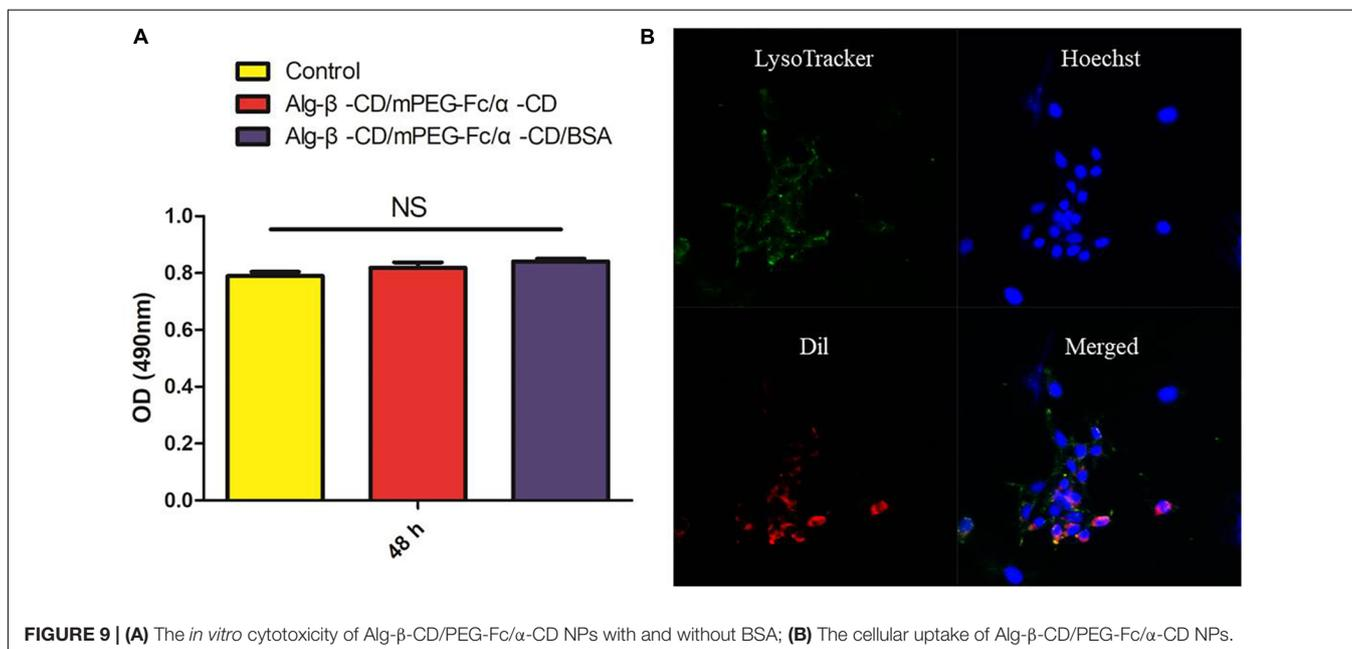 A
Control
Alg-β -CD/mPEG-Fc/α -CD
Alg-β -CD/mPEG-Fc/α -CD/BSA
NS
OD (490nm)
1.0
0.8
0.6
0.4
0.2
0.0
48 h
B
LysoTracker
Hoechst
Dil
Merged
FIGURE 9 | (A) The in vitro cytotoxicity of Alg-β-CD/PEG-Fc/α-CD NPs with and without BSA; (B) The cellular uptake of Alg-β-CD/PEG-Fc/α-CD NPs.